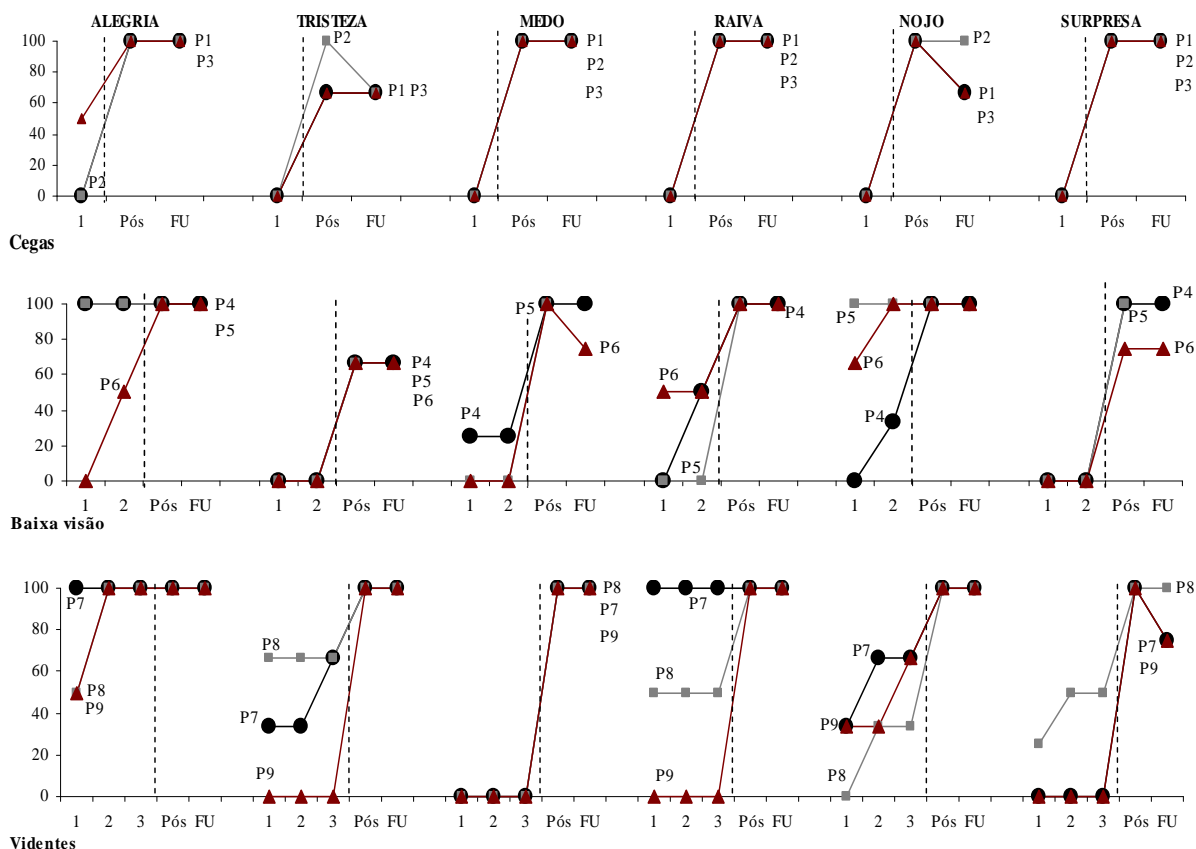 ALEGRIA TRISTEZA MEDO RAIVA NOJO SURPRESA
100 P1 P2 P1 P1 P2 P1
P3 P2 P2 P2
80 P3 P3 P3
60 P1 P3 P1
40 P3
20
0 P2
1 Pós FU 1 Pós FU 1 Pós FU 1 Pós FU 1 Pós FU 1 Pós FU
Cegas
100 P4 P5 P4 P5 P4
P5 P5
80
P6 P4 P6 P6 P6
60 P6 P5
P6
40 P4 P4
20
P5
0
1 2 Pós FU 1 2 Pós FU 1 2 Pós FU 1 2 Pós FU 1 2 Pós FU 1 2 Pós FU
Baixa visão
100 P8 P8
P7 P7 P7
80 P9
P8 P7 P7
60 P8 P9
P8
40 P9 P7 P9
20
P9 P9 P8
0
1 2 3 Pós FU 1 2 3 Pós FU 1 2 3 Pós FU 1 2 3 Pós FU 1 2 3 Pós FU 1 2 3 Pós FU
Videntes